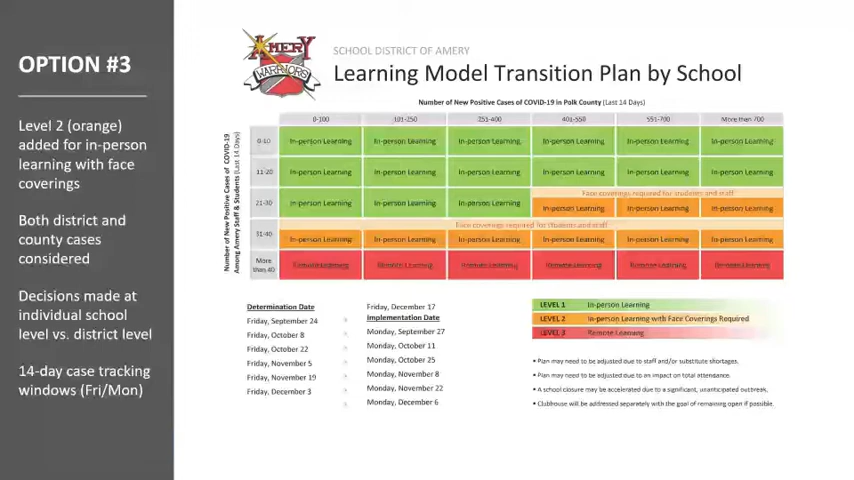 OPTION #3
Level 2 (orange)
added for in-person
learning with face
coverings
Both district and
county cases
considered
Decisions made at
individual school
level vs. district level
14-day case tracking
windows (Fri/Mon)
AMERY
WARRIORS
SCHOOL DISTRICT OF AMERY
Learning Model Transition Plan by School
Number of New Positive Cases of COVID-19 in Polk County (Last 14 Days)
Number of New Positive Cases of COVID-19
Among Amery Staff & Students (Last 14 Days)
0-100 101-250 251-400 401-550 551-700 More than 700
0-10 In-person Learning In-person Learning In-person Learning In-person Learning In-person Learning In-person Learning
11-20 In-person Learning In-person Learning In-person Learning In-person Learning In-person Learning In-person Learning
Face coverings required for students and staff
21-30 In-person Learning In-person Learning In-person Learning In-person Learning In-person Learning In-person Learning
Face coverings required for students and staff
31-40 In-person Learning In-person Learning In-person Learning In-person Learning In-person Learning In-person Learning
More
than 40
Remote Learning Remote Learning Remote Learning Remote Learning Remote Learning Remote Learning
Determination Date
Friday, September 24
Friday, October 8
Friday, October 22
Friday, November 5
Friday, November 19
Friday, December 3
Friday, December 17
Implementation Date
Monday, September 27
Monday, October 11
Monday, October 25
Monday, November 8
Monday, November 22
Monday, December 6
LEVEL 1 In-person Learning
LEVEL 2 In-person Learning with Face Coverings Required
LEVEL 3 Remote Learning
• Plan may need to be adjusted due to staff and/or substitute shortages.
• Plan may need to be adjusted due to an impact on total attendance.
• A school closure may be accelerated due to a significant, unanticipated outbreak.
• Clubhouse will be addressed separately with the goal of remaining open if possible.